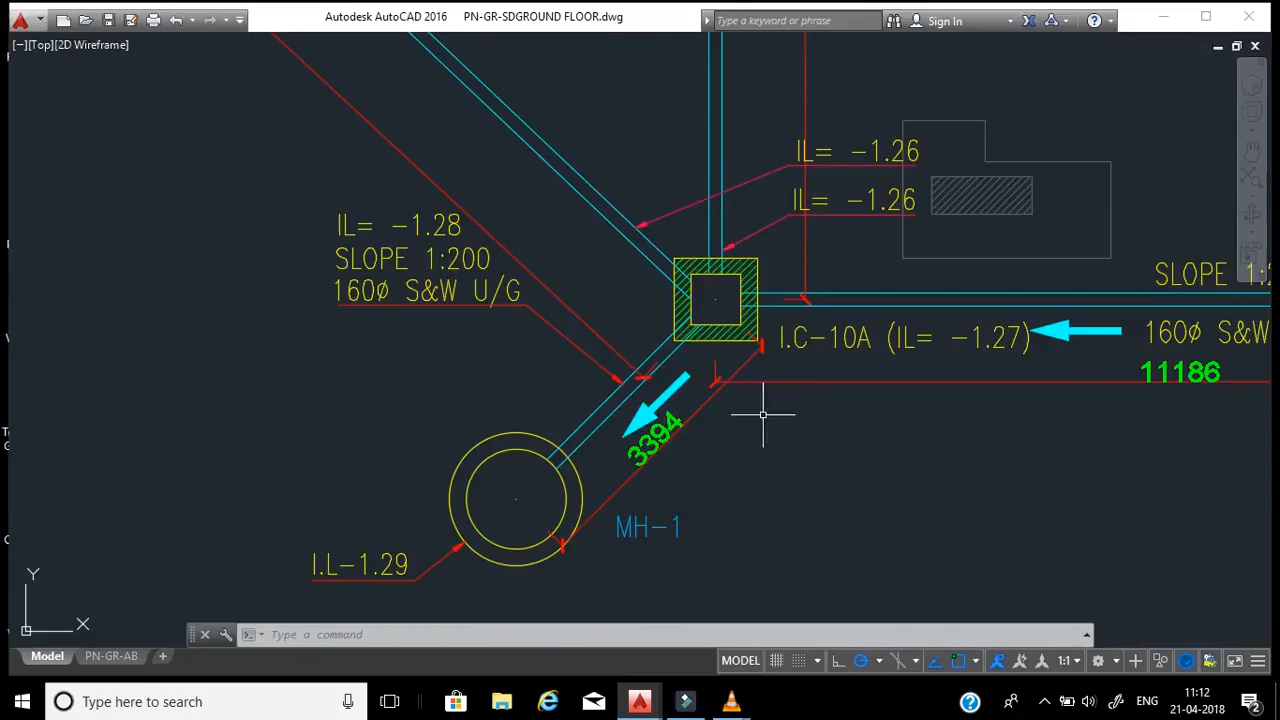 Autodesk AutoCAD 2016 PN-GR-SDGROUND FLOOR.dwg
Type a keyword or phrase
Sign In
[−][Top][2D Wireframe]
IL= −1.26
IL= −1.26
IL= −1.28
SLOPE 1:200
160ø S&W U/G
SLOPE 1:2
I.C−10A (IL= −1.27)
160ø S&W
11186
3394
MH−1
I.L−1.29
Y
X
Type a command
Model
PN-GR-AB
MODEL
1:1
Type here to search
ENG
11:12
21-04-2018
2